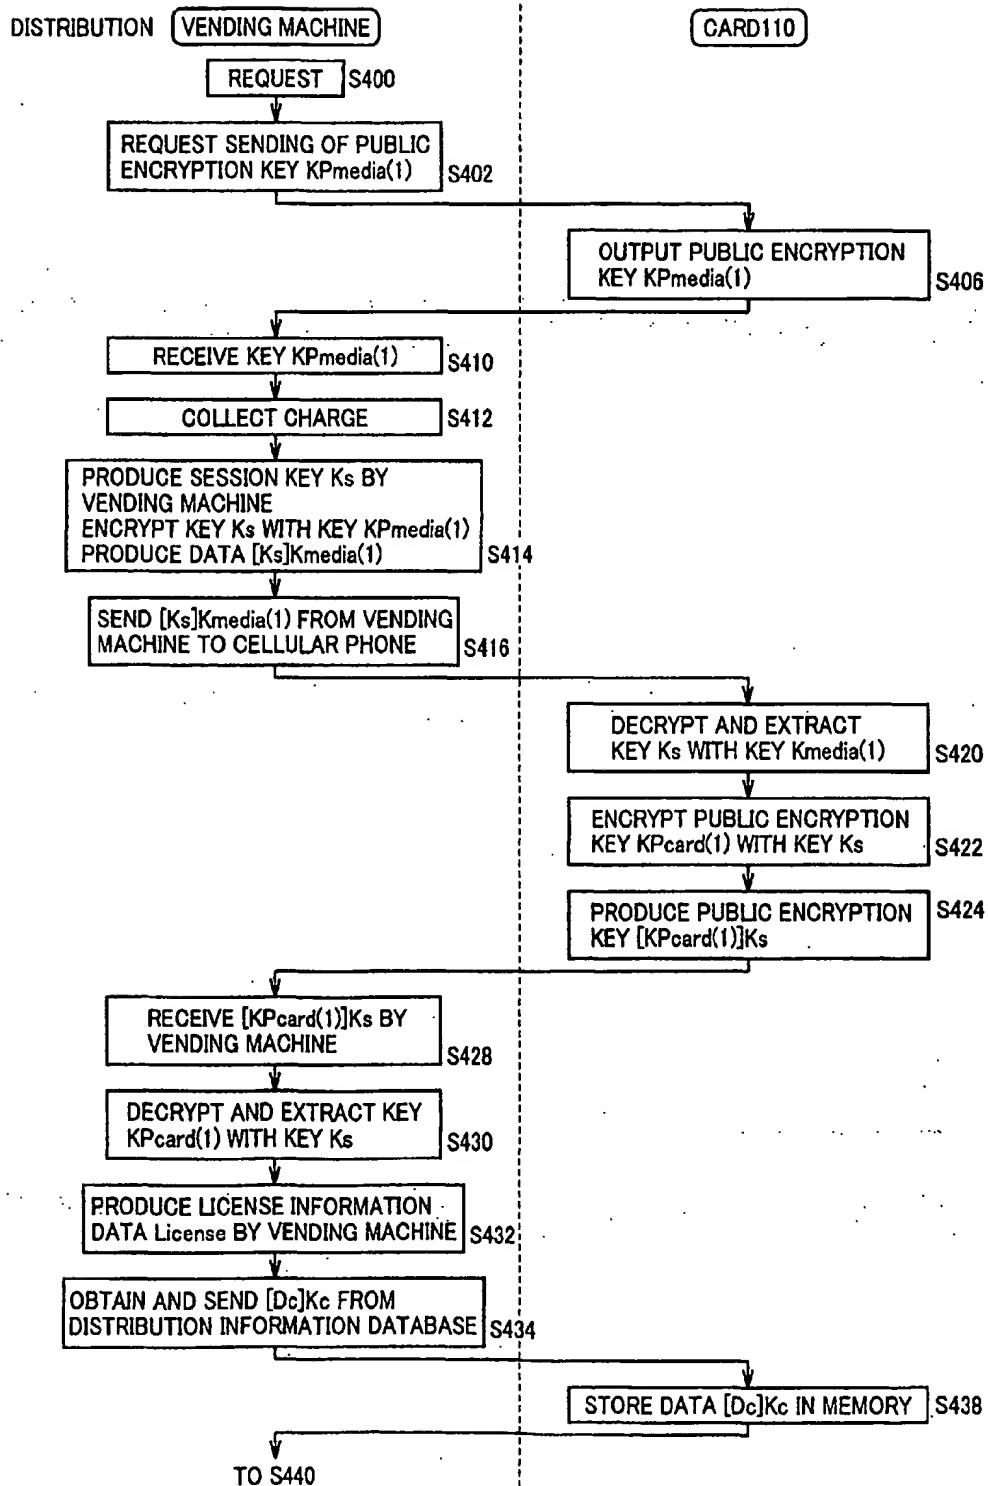 DISTRIBUTION VENDING MACHINE
CARD110
REQUEST S400
REQUEST SENDING OF PUBLIC
ENCRYPTION KEY KPmedia(1) S402
OUTPUT PUBLIC ENCRYPTION
KEY KPmedia(1) S406
RECEIVE KEY KPmedia(1) S410
COLLECT CHARGE S412
PRODUCE SESSION KEY Ks BY
VENDING MACHINE
ENCRYPT KEY Ks WITH KEY KPmedia(1)
PRODUCE DATA [Ks]Kmedia(1) S414
SEND [Ks]Kmedia(1) FROM VENDING
MACHINE TO CELLULAR PHONE S416
DECRYPT AND EXTRACT
KEY Ks WITH KEY Kmedia(1) S420
ENCRYPT PUBLIC ENCRYPTION
KEY KPcard(1) WITH KEY Ks S422
PRODUCE PUBLIC ENCRYPTION S424
KEY [KPcard(1)]Ks
RECEIVE [KPcard(1)]Ks BY
VENDING MACHINE S428
DECRYPT AND EXTRACT KEY
KPcard(1) WITH KEY Ks S430
PRODUCE LICENSE INFORMATION
DATA License BY VENDING MACHINE S432
OBTAIN AND SEND [Dc]Kc FROM
DISTRIBUTION INFORMATION DATABASE S434
STORE DATA [Dc]Kc IN MEMORY S438
TO S440